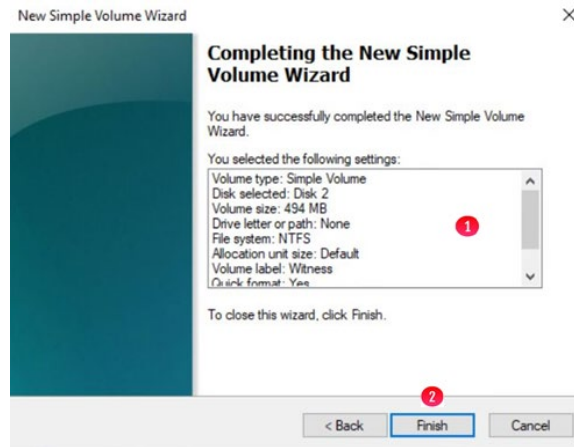 New Simple Volume Wizard
Completing the New Simple
Volume Wizard
You have successfully completed the New Simple Volume
Wizard.
You selected the following settings:
Volume type: Simple Volume
Disk selected: Disk 2
Volume size: 494 MB
Drive letter or path: None
File system: NTFS
Allocation unit size: Default
Volume label: Witness
Quick format: Yes
1
To close this wizard, click Finish.
2
< Back
Finish
Cancel